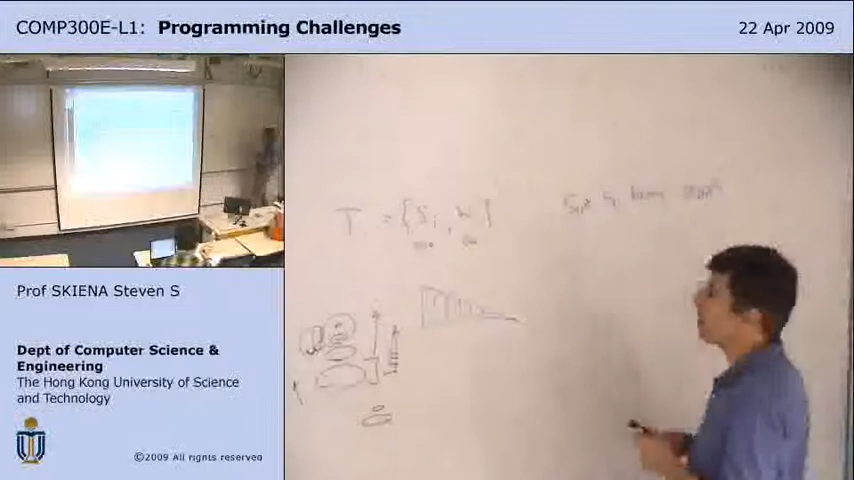 COMP300E-L1: Programming Challenges
22 Apr 2009
T = {S
Prof SKIENA Steven S
Dept of Computer Science &
Engineering
The Hong Kong University of Science
and Technology
©2009 All rights reserved